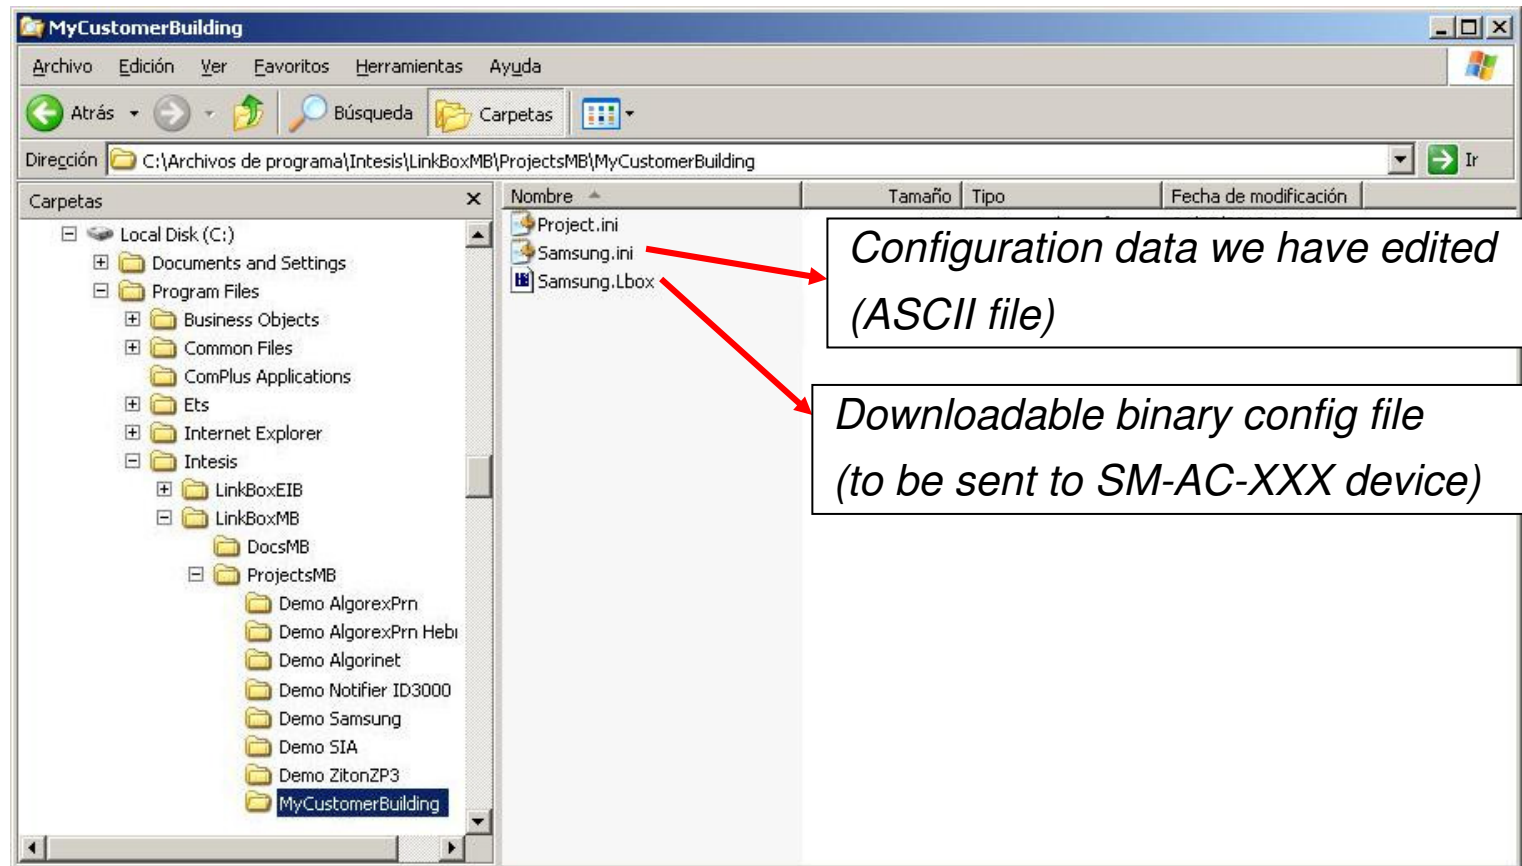 MyCustomerBuilding
Archivo Edición Ver Favoritos Herramientas Ayuda
Atrás Búsqueda Carpetas
Dirección C:\Archivos de programa\Intesis\LinkBoxMB\ProjectsMB\MyCustomerBuilding Ir
Carpetas
Nombre Tamaño Tipo Fecha de modificación
Local Disk (C:)
Documents and Settings
Program Files
Business Objects
Common Files
ComPlus Applications
Ets
Internet Explorer
Intesis
LinkBoxEIB
LinkBoxMB
DocsMB
ProjectsMB
Demo AlgorexPrn
Demo AlgorexPrn Hebr
Demo Algorinet
Demo Notifier ID3000
Demo Samsung
Demo SIA
Demo ZitonZP3
MyCustomerBuilding
Project.ini
Samsung.ini
Samsung.Lbox
Configuration data we have edited
(ASCII file)
Downloadable binary config file
(to be sent to SM-AC-XXX device)